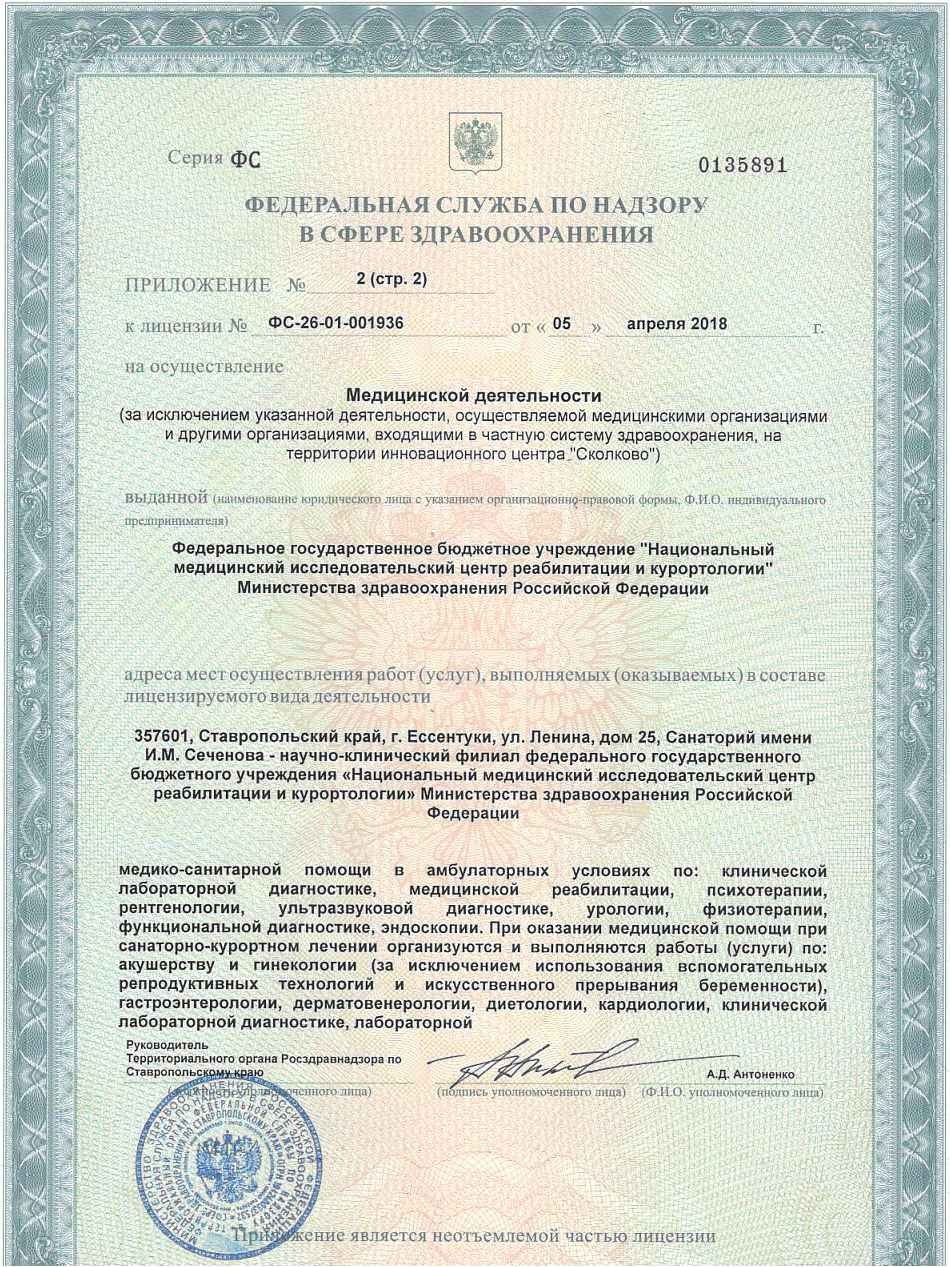 Серия ФС
0135891
ФЕДЕРАЛЬНАЯ СЛУЖБА ПО НАДЗОРУ
В СФЕРЕ ЗДРАВООХРАНЕНИЯ
ПРИЛОЖЕНИЕ № 2 (стр. 2)
к лицензии № ФС-26-01-001936 от « 05 » апреля 2018 г.
на осуществление
Медицинской деятельности
(за исключением указанной деятельности, осуществляемой медицинскими организациями
и другими организациями, входящими в частную систему здравоохранения, на
территории инновационного центра "Сколково")
выданной (наименование юридического лица с указанием организационно-правовой формы, Ф.И.О. индивидуального
предпринимателя)
Федеральное государственное бюджетное учреждение "Национальный
медицинский исследовательский центр реабилитации и курортологии"
Министерства здравоохранения Российской Федерации
адреса мест осуществления работ (услуг), выполняемых (оказываемых) в составе
лицензируемого вида деятельности
357601, Ставропольский край, г. Ессентуки, ул. Ленина, дом 25, Санаторий имени
И.М. Сеченова - научно-клинический филиал федерального государственного
бюджетного учреждения «Национальный медицинский исследовательский центр
реабилитации и курортологии» Министерства здравоохранения Российской
Федерации
медико-санитарной помощи в амбулаторных условиях по: клинической
лабораторной диагностике, медицинской реабилитации, психотерапии,
рентгенологии, ультразвуковой диагностике, урологии, физиотерапии,
функциональной диагностике, эндоскопии. При оказании медицинской помощи при
санаторно-курортном лечении организуются и выполняются работы (услуги) по:
акушерству и гинекологии (за исключением использования вспомогательных
репродуктивных технологий и искусственного прерывания беременности),
гастроэнтерологии, дерматовенерологии, диетологии, кардиологии, клинической
лабораторной диагностике, лабораторной
Руководитель
Территориального органа Росздравнадзора по
Ставропольскому краю
А.Д. Антоненко
уполномоченного лица) (подпись уполномоченного лица) (Ф.И.О. уполномоченного лица)
М.П.
Приложение является неотъемлемой частью лицензии